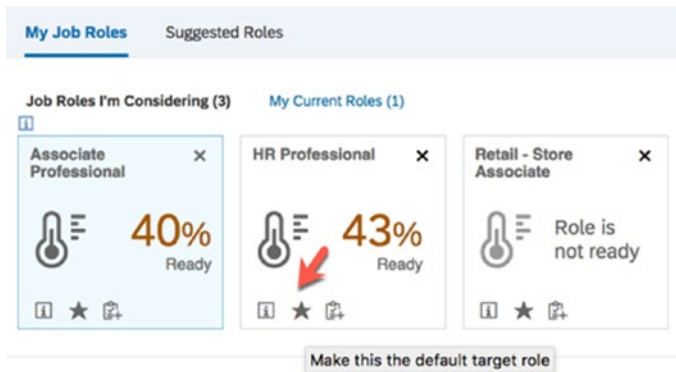 My Job Roles Suggested Roles
Job Roles I'm Considering (3) My Current Roles (1)
Associate
Professional
40%
Ready
HR Professional
43%
Ready
Retail - Store
Associate
Role is
not ready
Make this the default target role